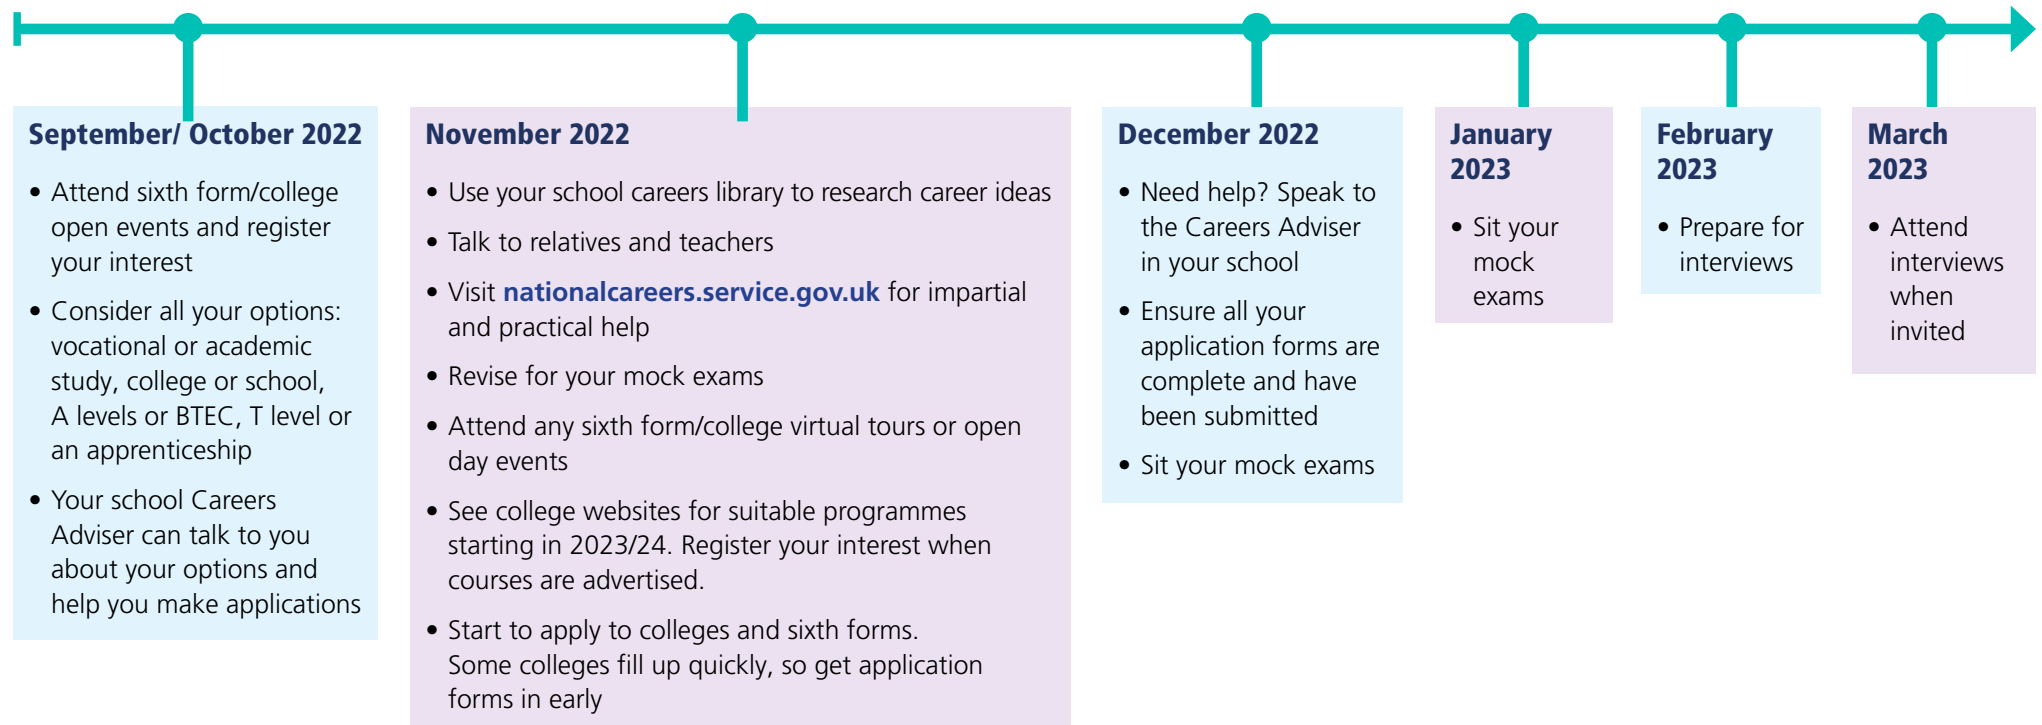 September/ October 2022
• Attend sixth form/college
open events and register
your interest
• Consider all your options:
vocational or academic
study, college or school,
A levels or BTEC, T level or
an apprenticeship
• Your school Careers
Adviser can talk to you
about your options and
help you make applications
November 2022
• Use your school careers library to research career ideas
• Talk to relatives and teachers
• Visit nationalcareers.service.gov.uk for impartial
and practical help
• Revise for your mock exams
• Attend any sixth form/college virtual tours or open
day events
• See college websites for suitable programmes
starting in 2023/24. Register your interest when
courses are advertised.
• Start to apply to colleges and sixth forms.
Some colleges fill up quickly, so get application
forms in early
December 2022
• Need help? Speak to
the Careers Adviser
in your school
• Ensure all your
application forms are
complete and have
been submitted
• Sit your mock exams
January
2023
• Sit your
mock
exams
February
2023
• Prepare for
interviews
March
2023
• Attend
interviews
when
invited